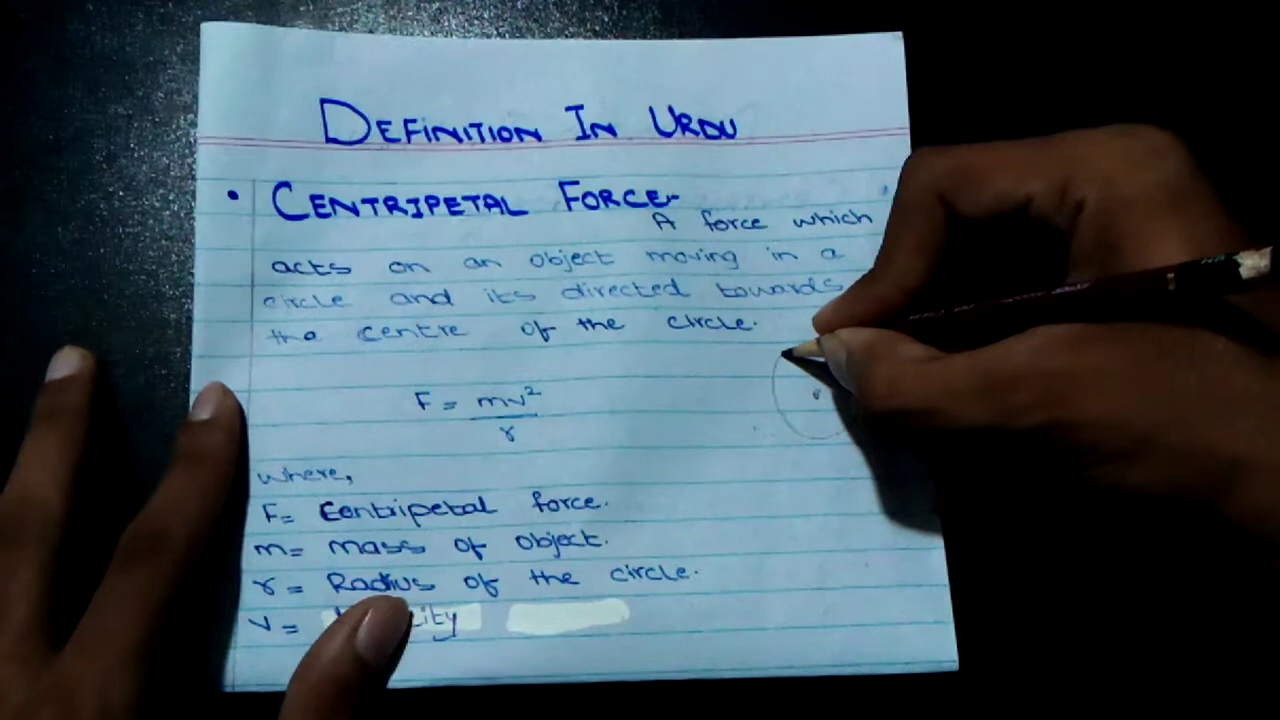 DEFINITION IN URDU
• CENTRIPETAL FORCE-
A force which
acts on an object moving in a
circle and its directed towards
the centre of the circle.
F = mv²
r
where,
F= Centripetal force.
m= mass of object.
r = Radius of the circle.
v =